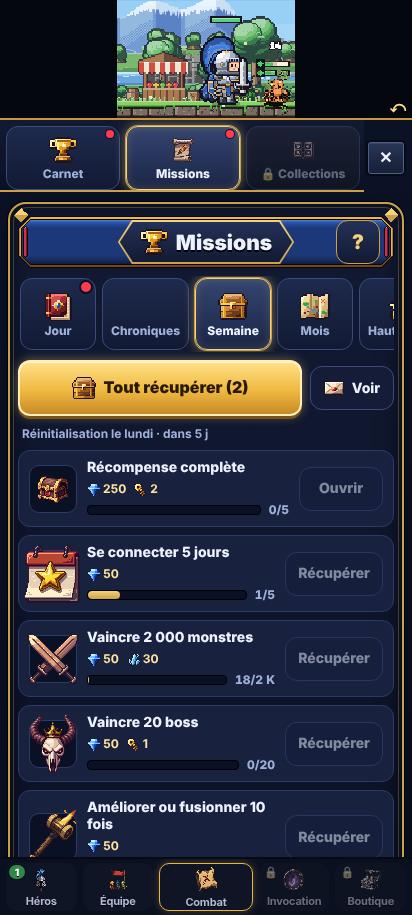 14
Carnet
Missions
Collections
×
Missions
?
Jour
Chroniques
Semaine
Mois
Haut
Tout récupérer (2)
Voir
Réinitialisation le lundi · dans 5 j
Récompense complète
250 2
0/5
Ouvrir
Se connecter 5 jours
50
1/5
Récupérer
Vaincre 2 000 monstres
50 30
18/2 K
Récupérer
Vaincre 20 boss
50 1
0/20
Récupérer
Améliorer ou fusionner 10
fois
50
Récupérer
1
Héros
Équipe
Combat
Invocation
Boutique